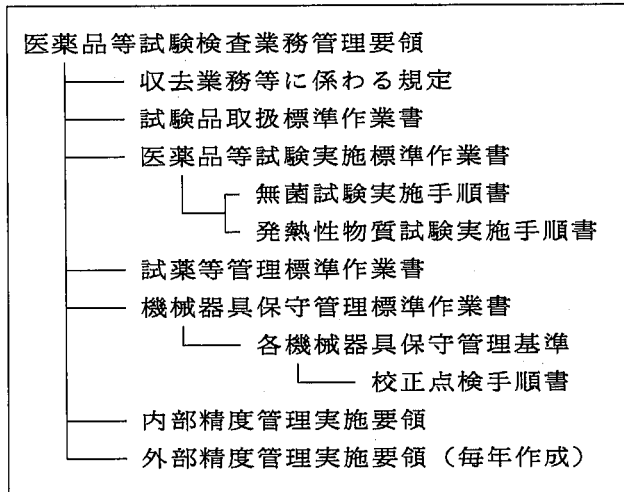 医薬品等試験検査業務管理要領
収去業務等に係わる規定
試験品取扱標準作業書
医薬品等試験実施標準作業書
無菌試験実施手順書
発熱性物質試験実施手順書
試薬等管理標準作業書
機械器具保守管理標準作業書
各機械器具保守管理基準
校正点検手順書
内部精度管理実施要領
外部精度管理実施要領（毎年作成）